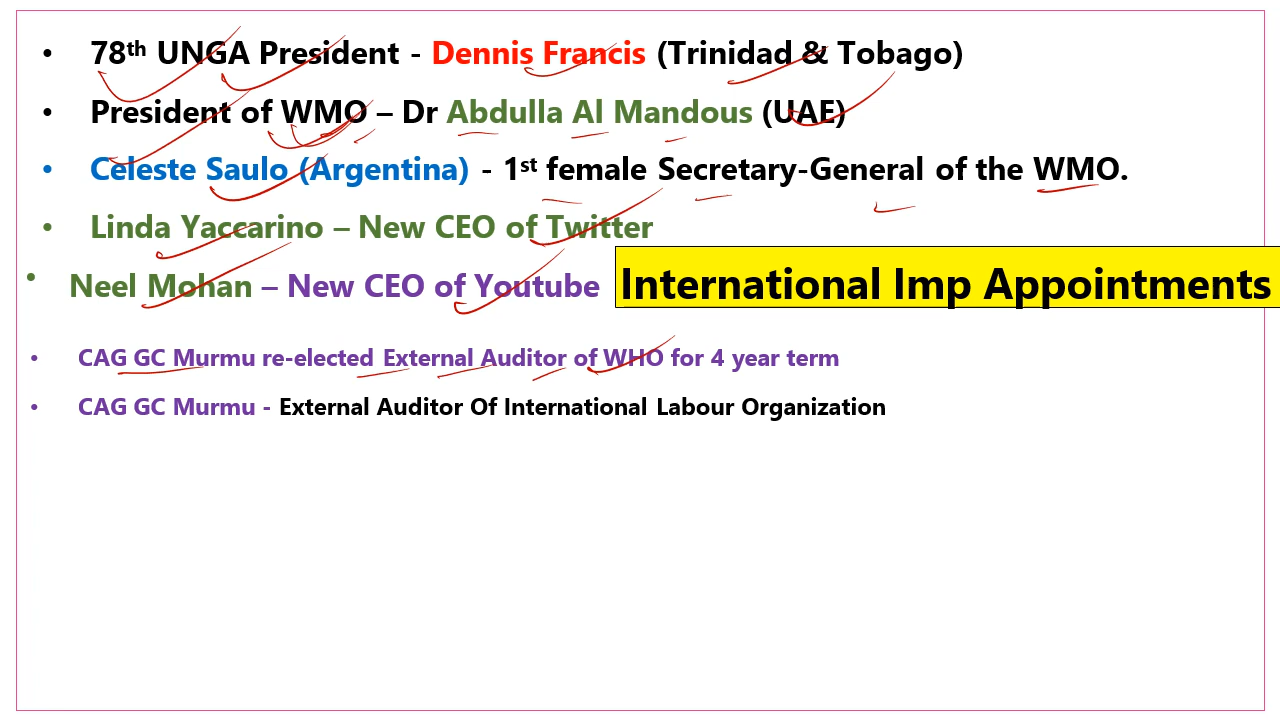 • 78th UNGA President - Dennis Francis (Trinidad & Tobago)
• President of WMO – Dr Abdulla Al Mandous (UAE)
• Celeste Saulo (Argentina) - 1st female Secretary-General of the WMO.
• Linda Yaccarino – New CEO of Twitter
• Neel Mohan – New CEO of Youtube
International Imp Appointments
• CAG GC Murmu re-elected External Auditor of WHO for 4 year term
• CAG GC Murmu - External Auditor Of International Labour Organization